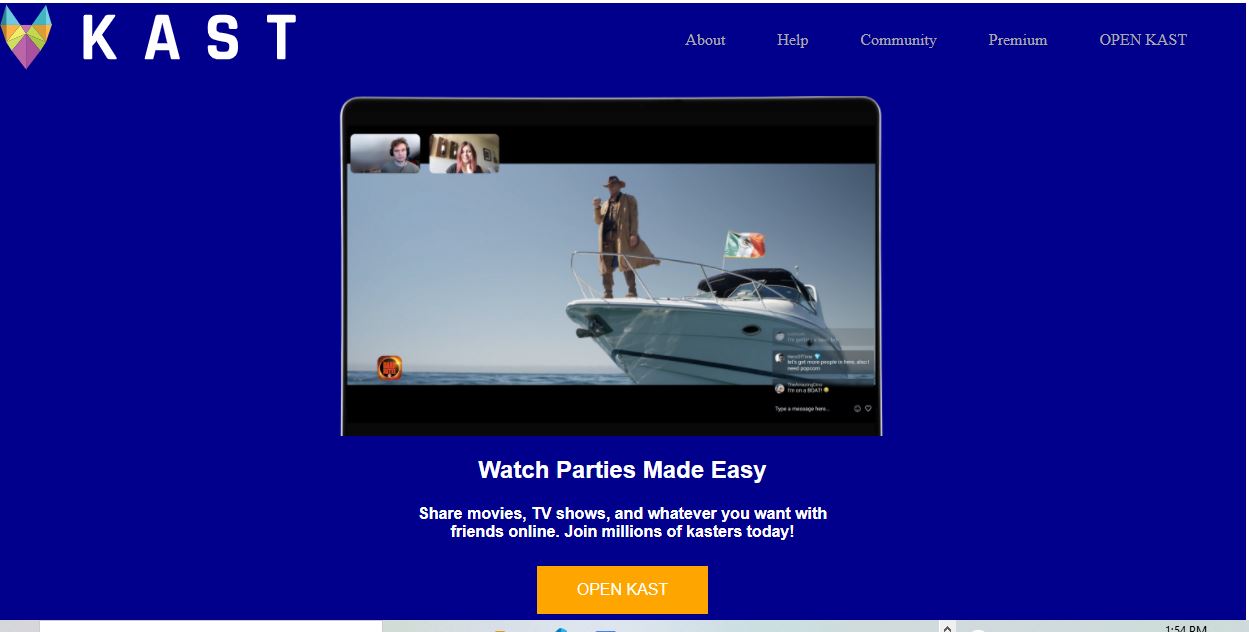 KAST
About
Help
Community
Premium
OPEN KAST
let's get more people in here, also I
need popcorn
TheAmazingDino
I'm on a BOAT!
Type a message here...
Watch Parties Made Easy
Share movies, TV shows, and whatever you want with
friends online. Join millions of kasters today!
OPEN KAST
1:54 PM